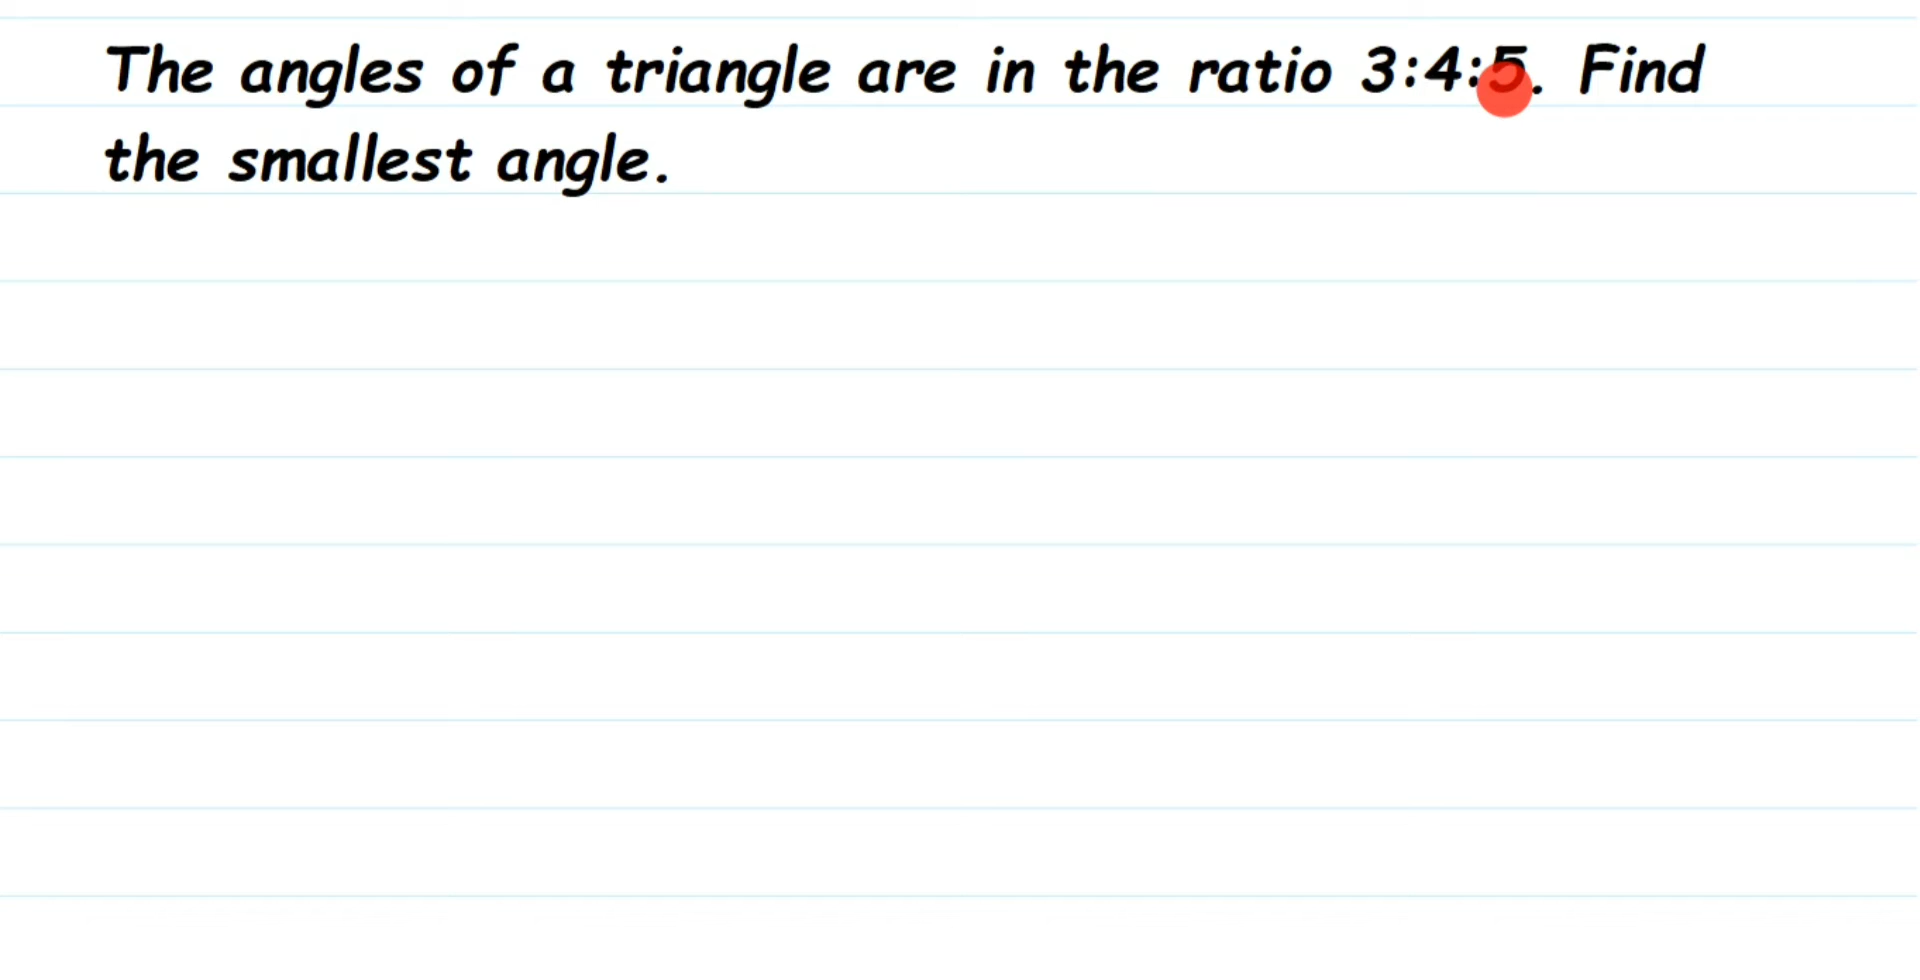 The angles of a triangle are in the ratio 3:4:5. Find
the smallest angle.